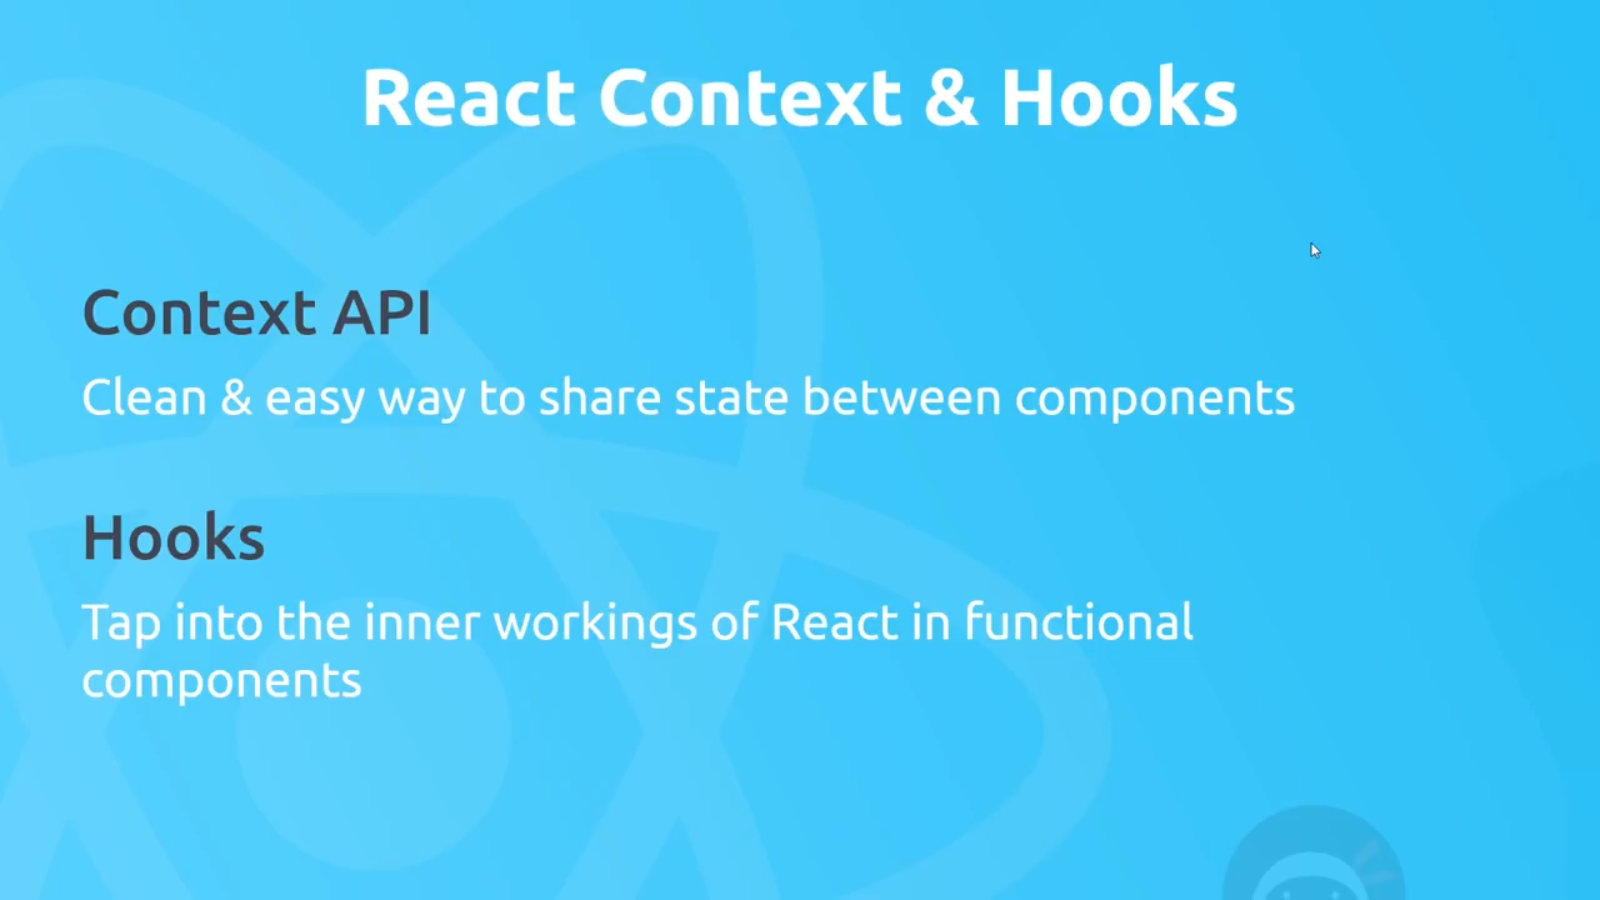 React Context & Hooks
Context API
Clean & easy way to share state between components
Hooks
Tap into the inner workings of React in functional
components